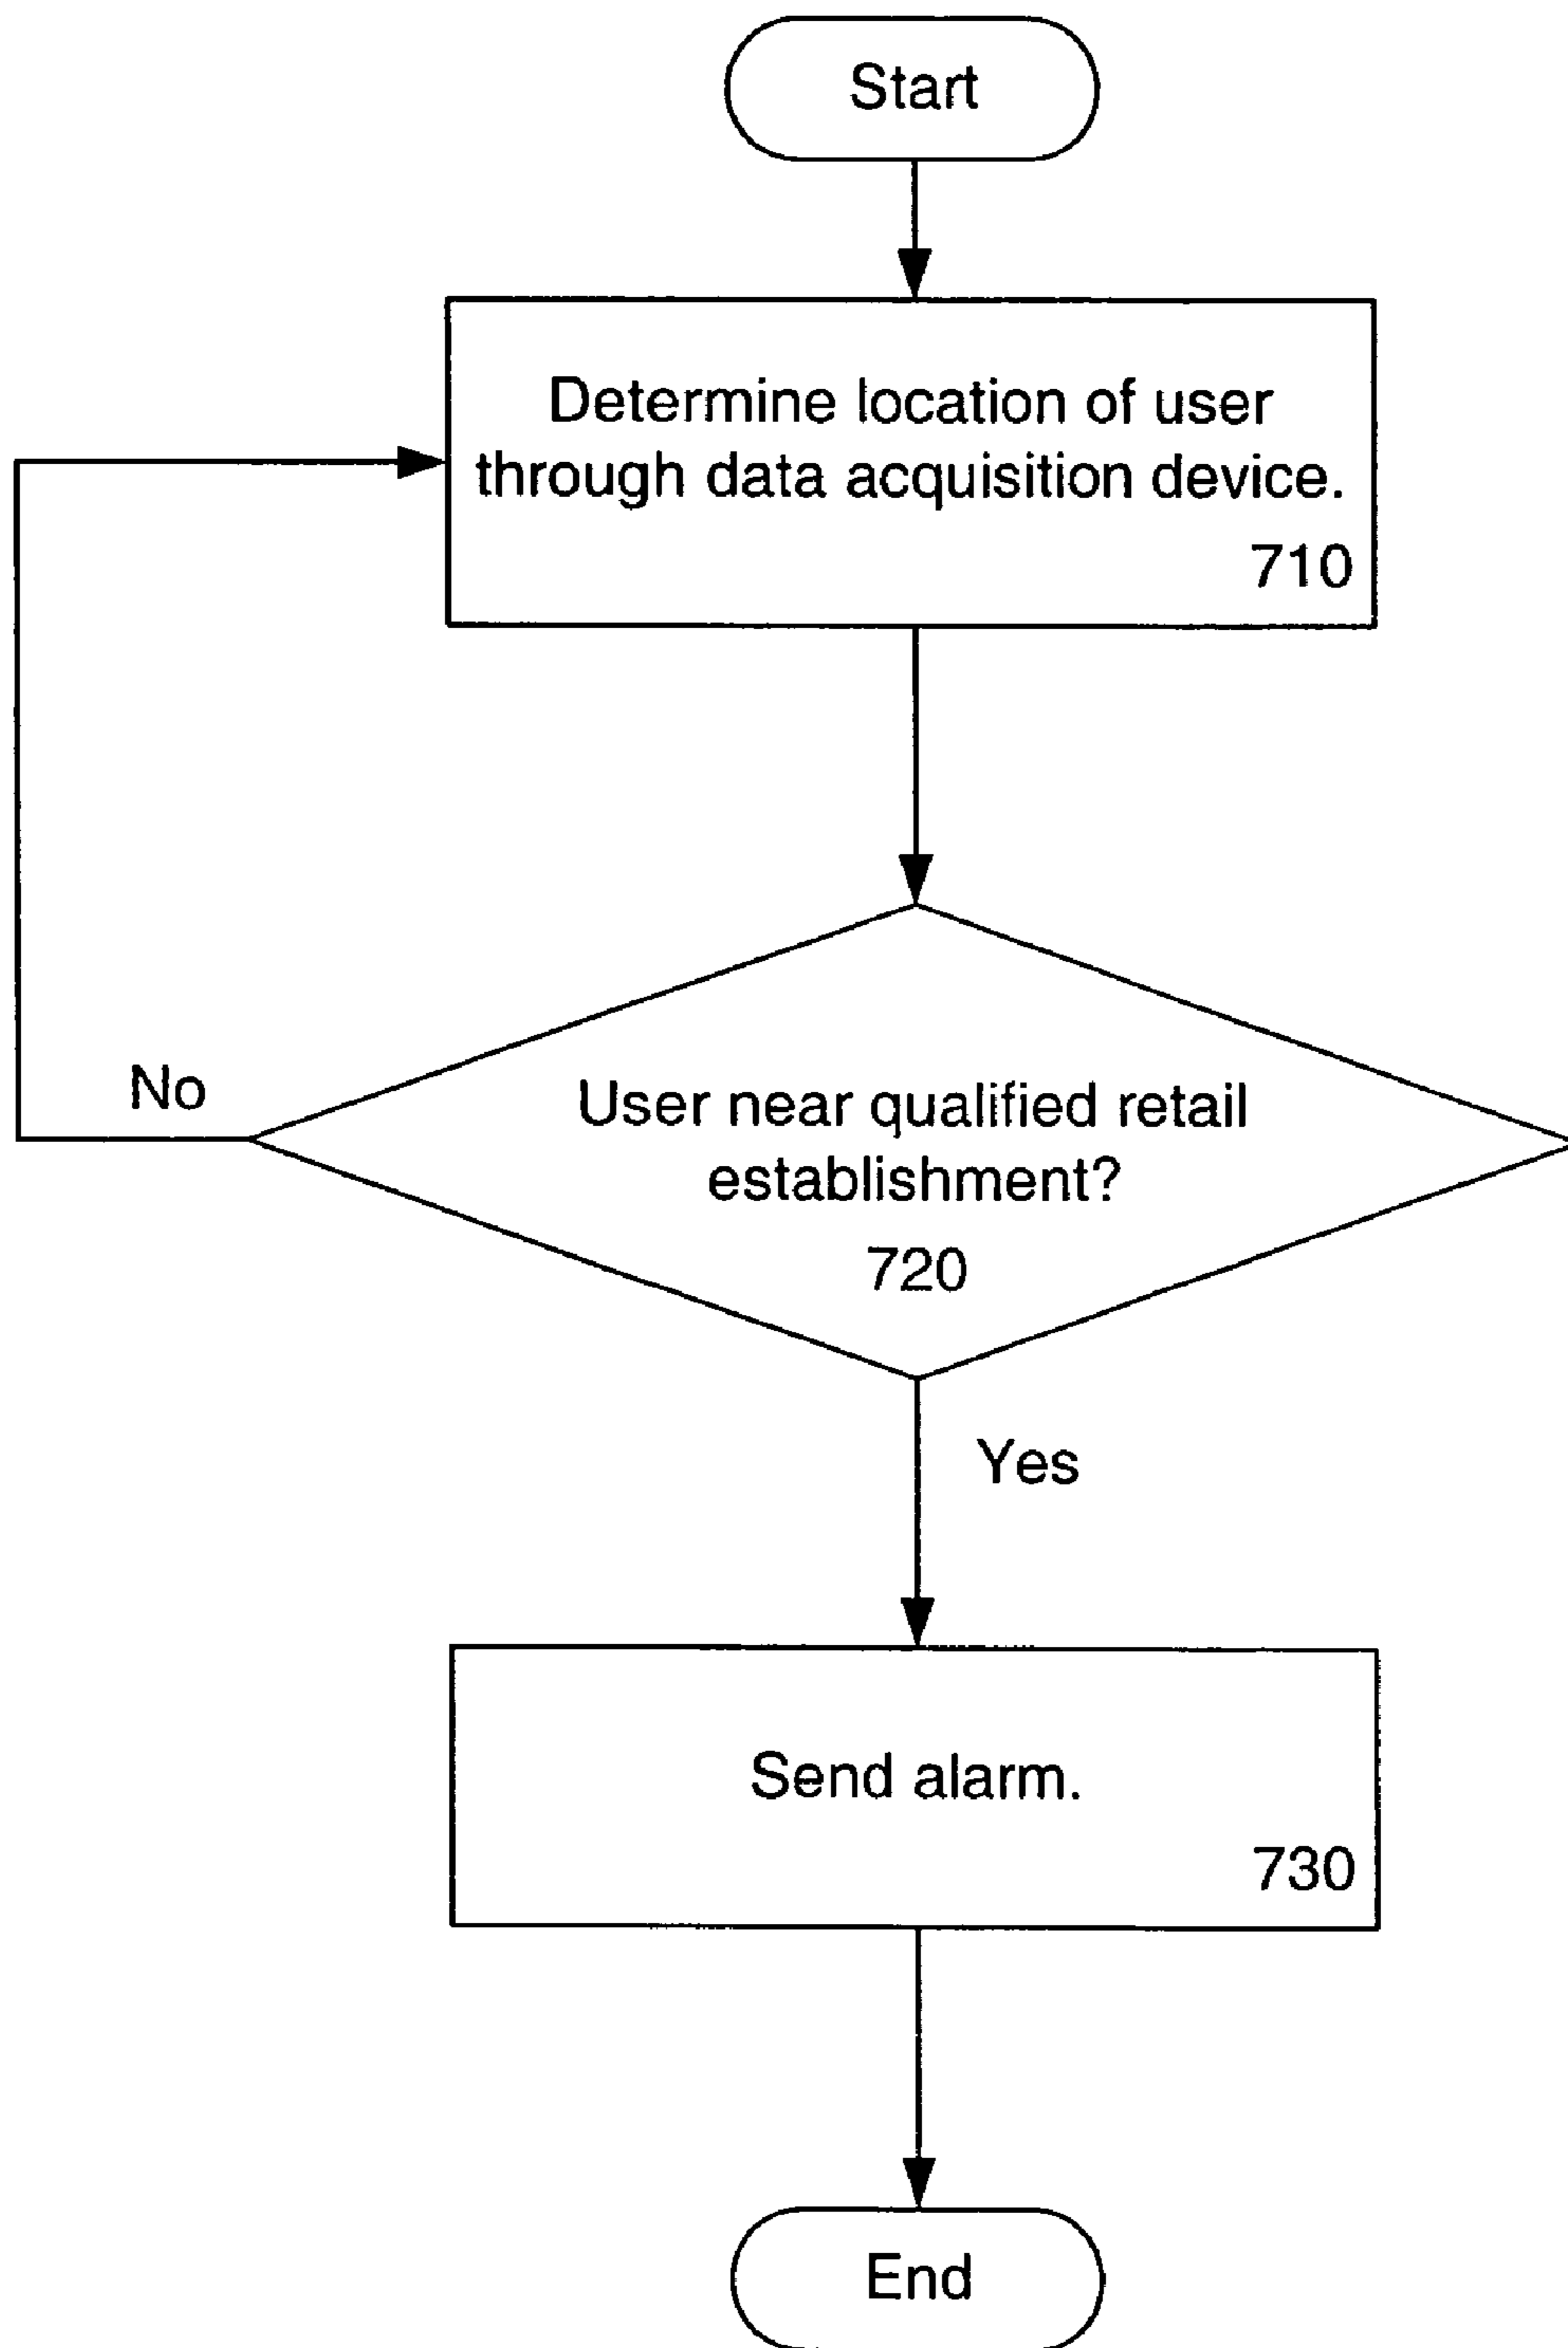 Start
Determine location of user
through data acquisition device.
710
No
User near qualified retail
establishment?
720
Yes
Send alarm.
730
End